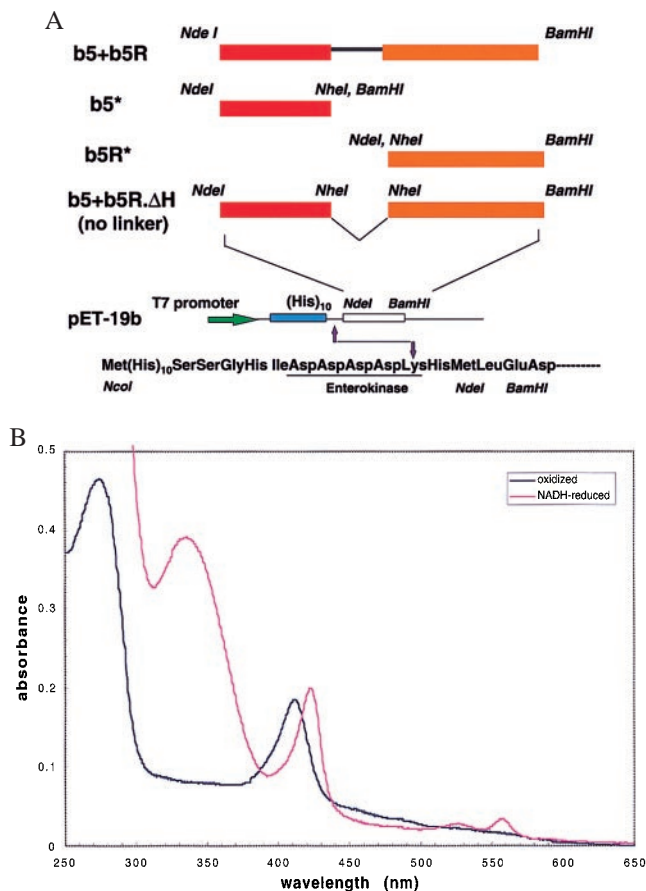 A
Nde I BamHI
b5+b5R
NdeI NheI, BamHI
b5*
NdeI, NheI BamHI
b5R*
NdeI NheI NheI BamHI
b5+b5R.ΔH
(no linker)
T7 promoter (His)10 NdeI BamHI
pET-19b
Met(His)10SerSerGlyHis IleAspAspAspAspLysHisMetLeuGluAsp---------
NcoI Enterokinase NdeI BamHI
B
0.5
oxidized
NADH-reduced
0.4
0.3
absorbance
0.2
0.1
0
250 300 350 400 450 500 550 600 650
wavelength (nm)